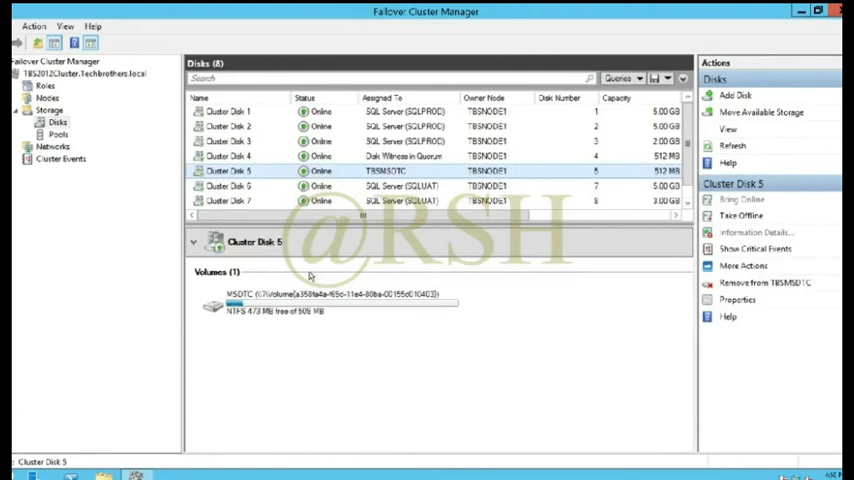 Failover Cluster Manager
Action View Help
Failover Cluster Manager
TBS2012Cluster.Techbrothers.local
Roles
Nodes
Storage
Disks
Pools
Networks
Cluster Events
Disks (8)
Search Queries
Name Status Assigned To Owner Node Disk Number Capacity
Cluster Disk 1 Online SQL Server (SQLPROD) TBSNODE1 1 5.00 GB
Cluster Disk 2 Online SQL Server (SQLPROD) TBSNODE1 2 5.00 GB
Cluster Disk 3 Online SQL Server (SQLPROD) TBSNODE1 3 2.00 GB
Cluster Disk 4 Online Disk Witness in Quorum TBSNODE1 4 512 MB
Cluster Disk 5 Online TBSMSDTC TBSNODE1 5 512 MB
Cluster Disk 6 Online SQL Server (SQLUAT) TBSNODE1 7 5.00 GB
Cluster Disk 7 Online SQL Server (SQLUAT) TBSNODE1 8 3.00 GB
@RSH
Cluster Disk 5
Volumes (1)
MSDTC (\\?\Volume{a358fa4a-f69d-11e4-80ba-00155d010403})
NTFS 473 MB free of 509 MB
Actions
Disks
Add Disk
Move Available Storage
View
Refresh
Help
Cluster Disk 5
Bring Online
Take Offline
Information Details...
Show Critical Events
More Actions
Remove from TBSMSDTC
Properties
Help
Cluster Disk 5